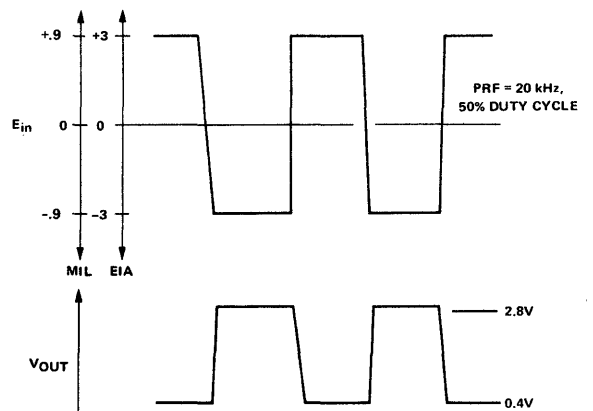 +.9 +3
PRF = 20 kHz,
50% DUTY CYCLE
Ein 0 0
-.9 -3
MIL EIA
2.8V
VOUT
0.4V